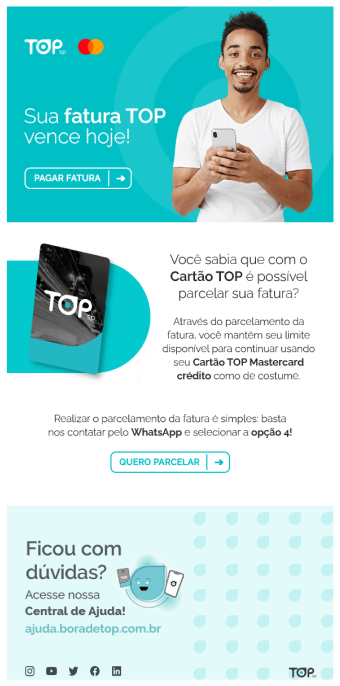 TOP sp
Sua fatura TOP
vence hoje!
PAGAR FATURA
Você sabia que com o
Cartão TOP é possível
parcelar sua fatura?
TOP sp
Através do parcelamento da
fatura, você mantém seu limite
disponível para continuar usando
seu Cartão TOP Mastercard
crédito como de costume.
Realizar o parcelamento da fatura é simples: basta
nos contatar pelo WhatsApp e selecionar a opção 4!
QUERO PARCELAR
Ficou com
dúvidas?
Acesse nossa
Central de Ajuda!
ajuda.boradetop.com.br
TOP sp